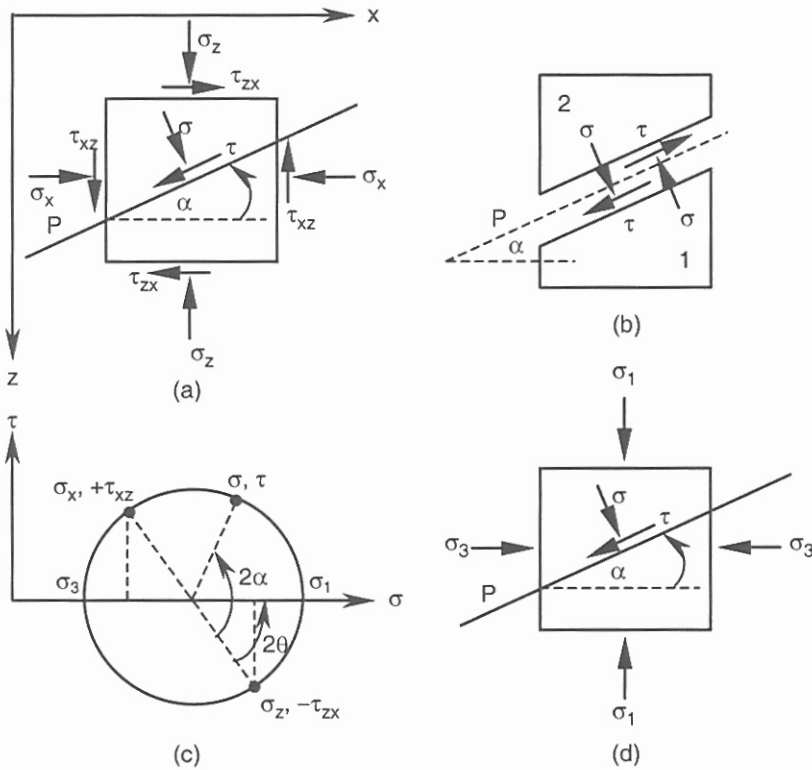 x
σz
τzx
τxz
σ
τ
σx
σx
P
α
τxz
τzx
σz
z
(a)
2
σ
τ
P
τ
σ
α
1
(b)
τ
σx, +τxz
σ, τ
2α
σ3
σ1
σ
2θ
σz, −τzx
(c)
σ1
σ
τ
σ3
σ3
P
α
σ1
(d)